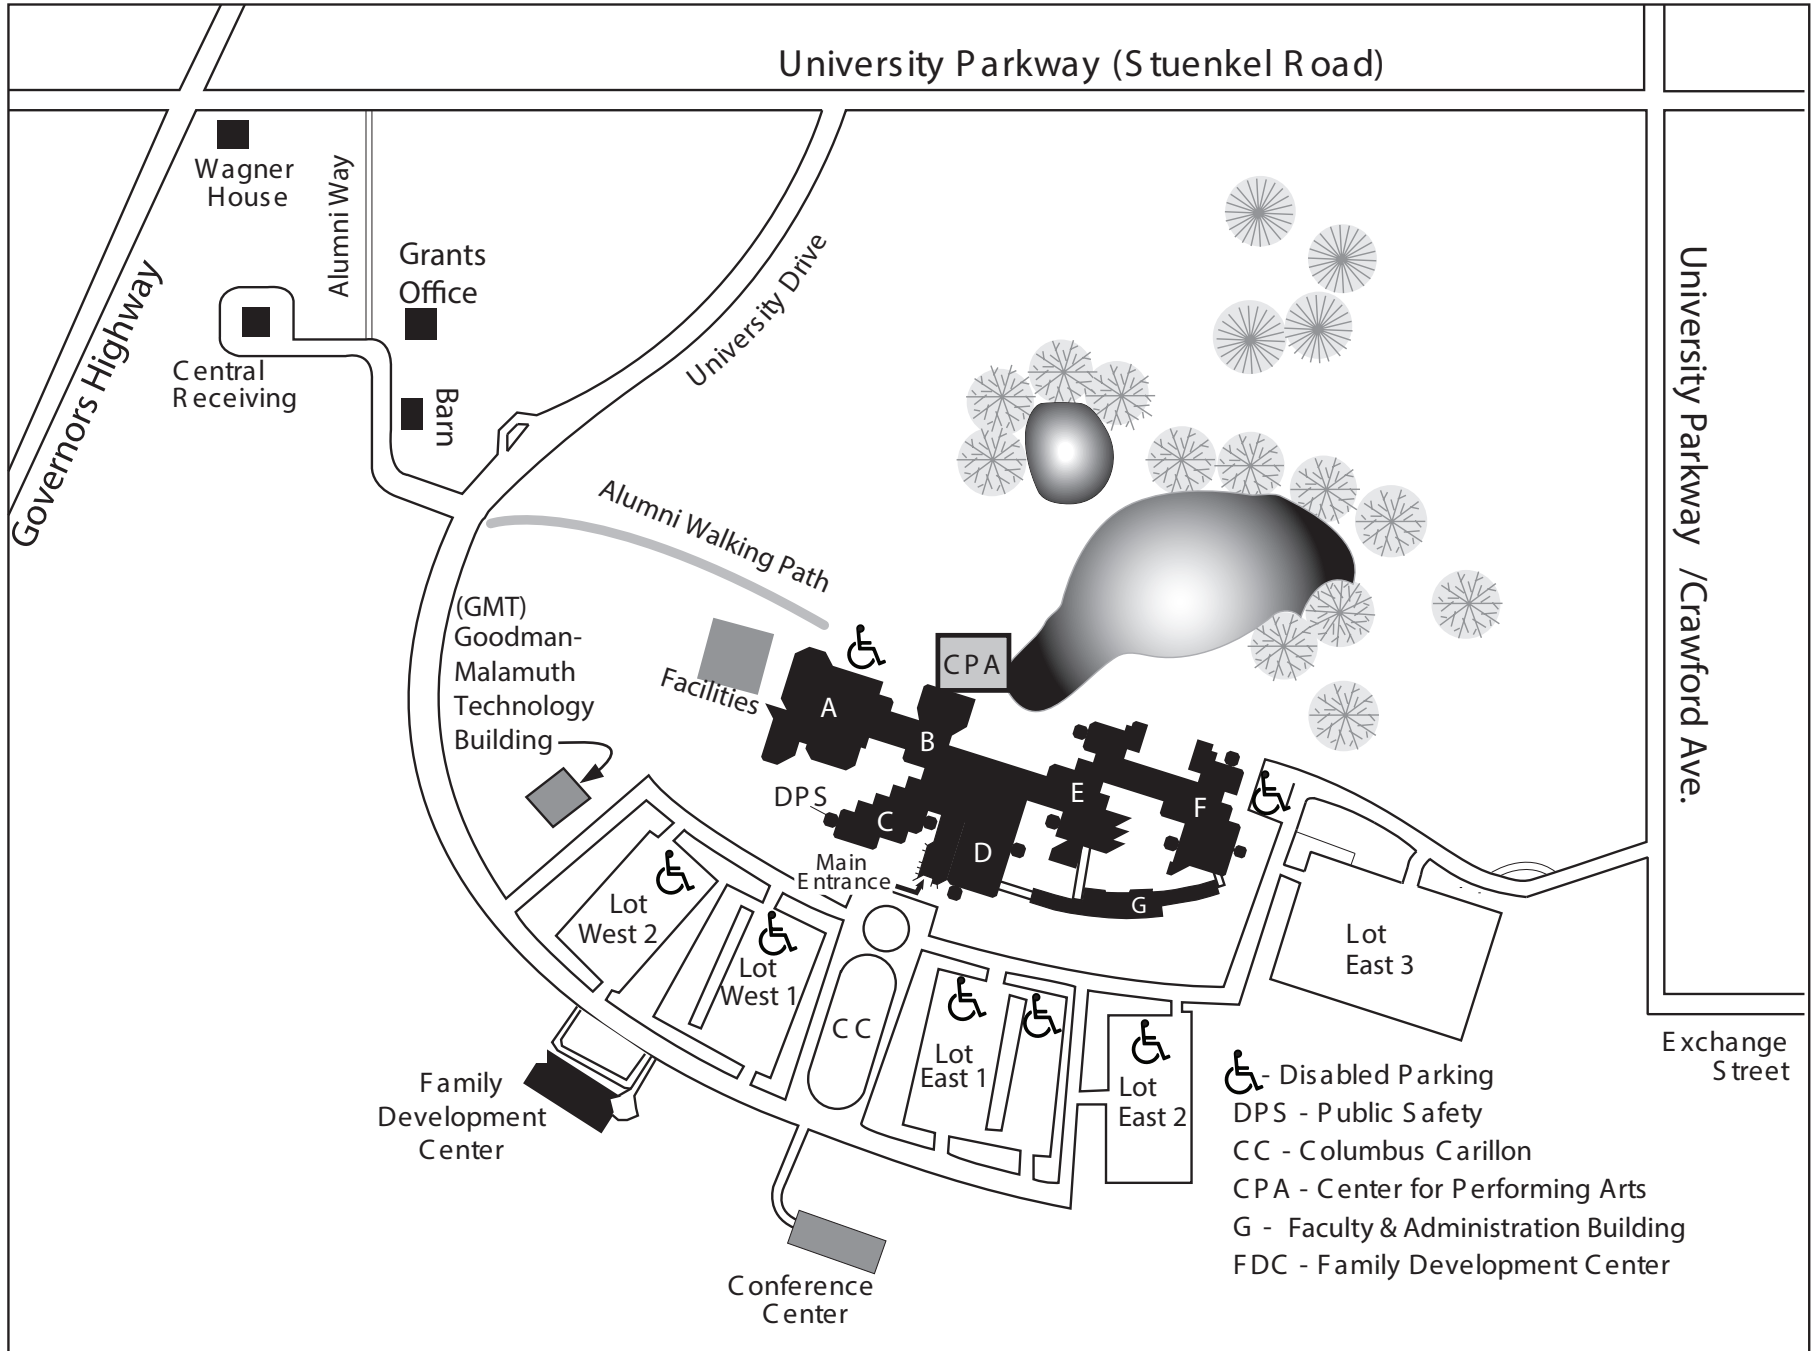 University Parkway (Stuenkel Road)
Wagner
House
Alumni Way
Grants
Office
University Drive
Governors Highway
Central
Receiving
Barn
University Parkway /Crawford Ave.
Alumni Walking Path
(GMT)
Goodman-
Malamuth
Technology
Building
Facilities
CPA
A
B
DPS
C
D
E
F
G
Main
Entrance
Lot
West 2
Lot
West 1
CC
Lot
East 1
Lot
East 2
Lot
East 3
Exchange
Street
Family
Development
Center
Conference
Center
- Disabled Parking
DPS - Public Safety
CC - Columbus Carillon
CPA - Center for Performing Arts
G - Faculty & Administration Building
FDC - Family Development Center